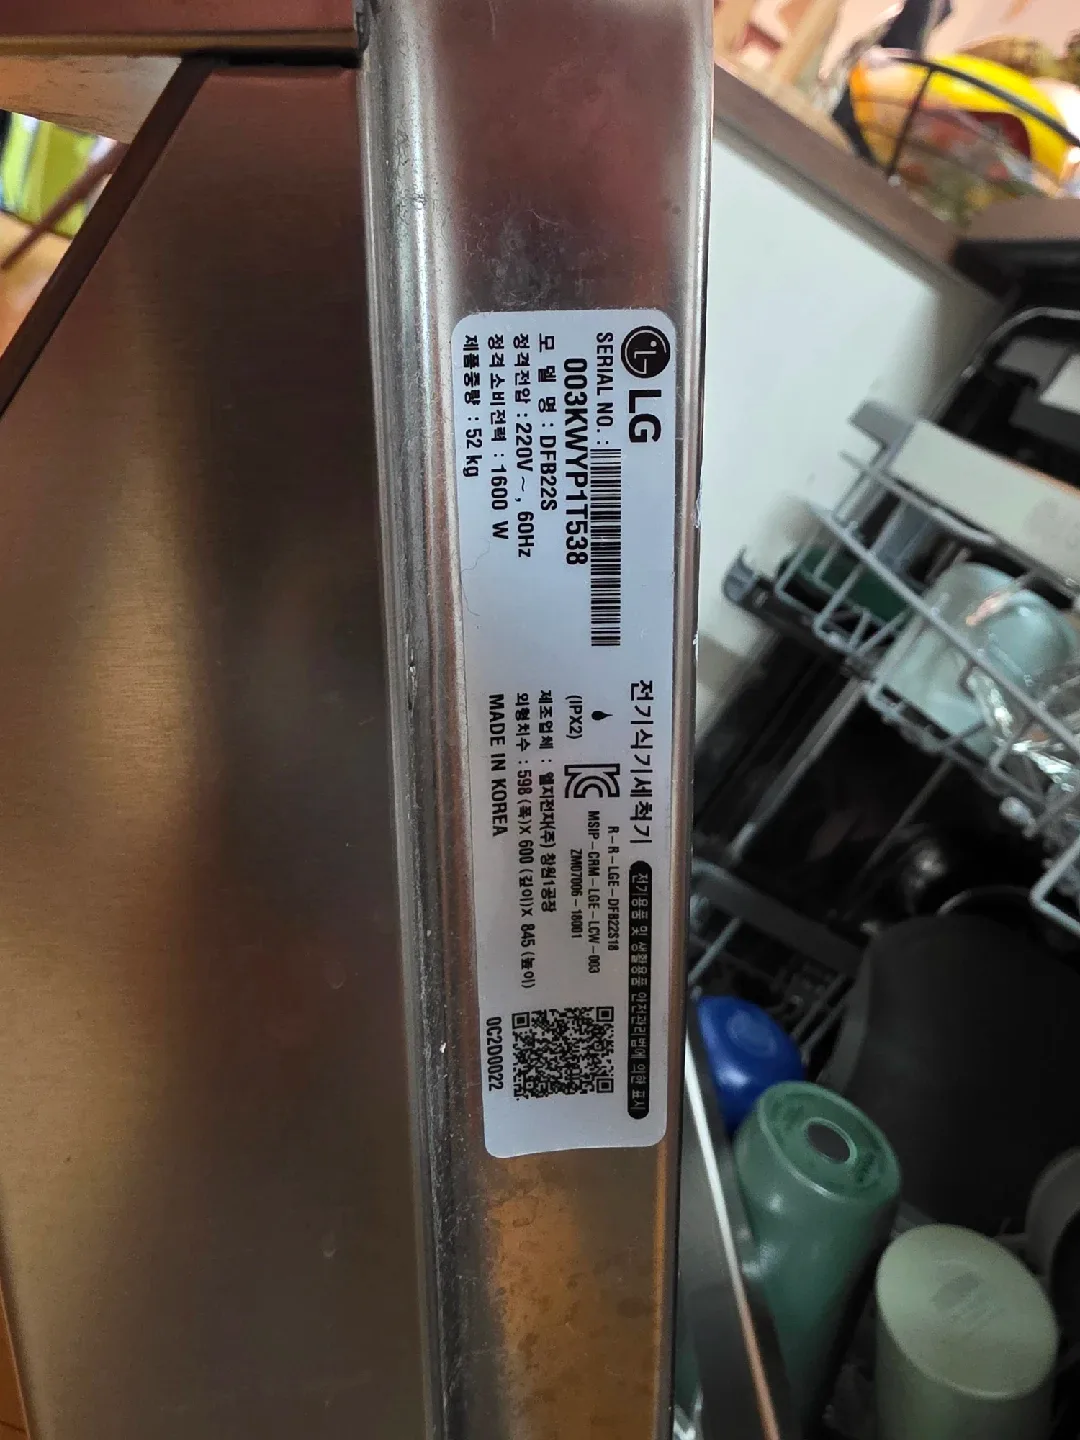 LG
SERIAL NO. :
003KWYP1T538
모 델 명 : DFB22S
정격전압 : 220V ~, 60Hz
정격소비전력 : 1600 W
제품중량 : 52 kg
전기식기세척기
전기용품 및 생활용품 안전관리법에 의한 표시
R-R-LGE-DFB22S18
MSIP-CRM-LGE-LCW-003
ZM07006-18001
(IPX2)
제조업체 : 엘지전자(주) 창원1공장
외형치수 : 598 (폭)X 600 (깊이)X 845 (높이)
MADE IN KOREA
0C2D0022